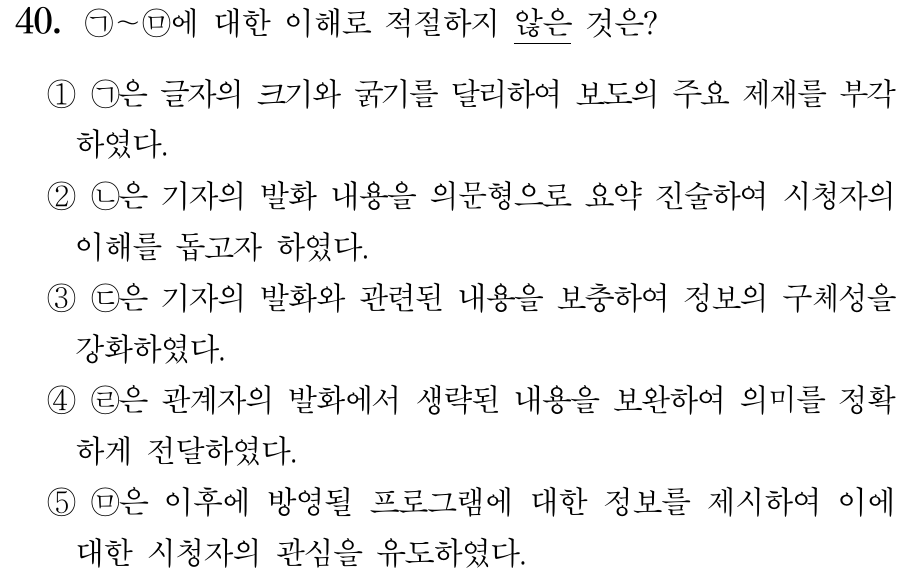 40. ㉠~㉤에 대한 이해로 적절하지 않은 것은?
① ㉠은 글자의 크기와 굵기를 달리하여 보도의 주요 제재를 부각
하였다.
② ㉡은 기자의 발화 내용을 의문형으로 요약 진술하여 시청자의
이해를 돕고자 하였다.
③ ㉢은 기자의 발화와 관련된 내용을 보충하여 정보의 구체성을
강화하였다.
④ ㉣은 관계자의 발화에서 생략된 내용을 보완하여 의미를 정확
하게 전달하였다.
⑤ ㉤은 이후에 방영될 프로그램에 대한 정보를 제시하여 이에
대한 시청자의 관심을 유도하였다.